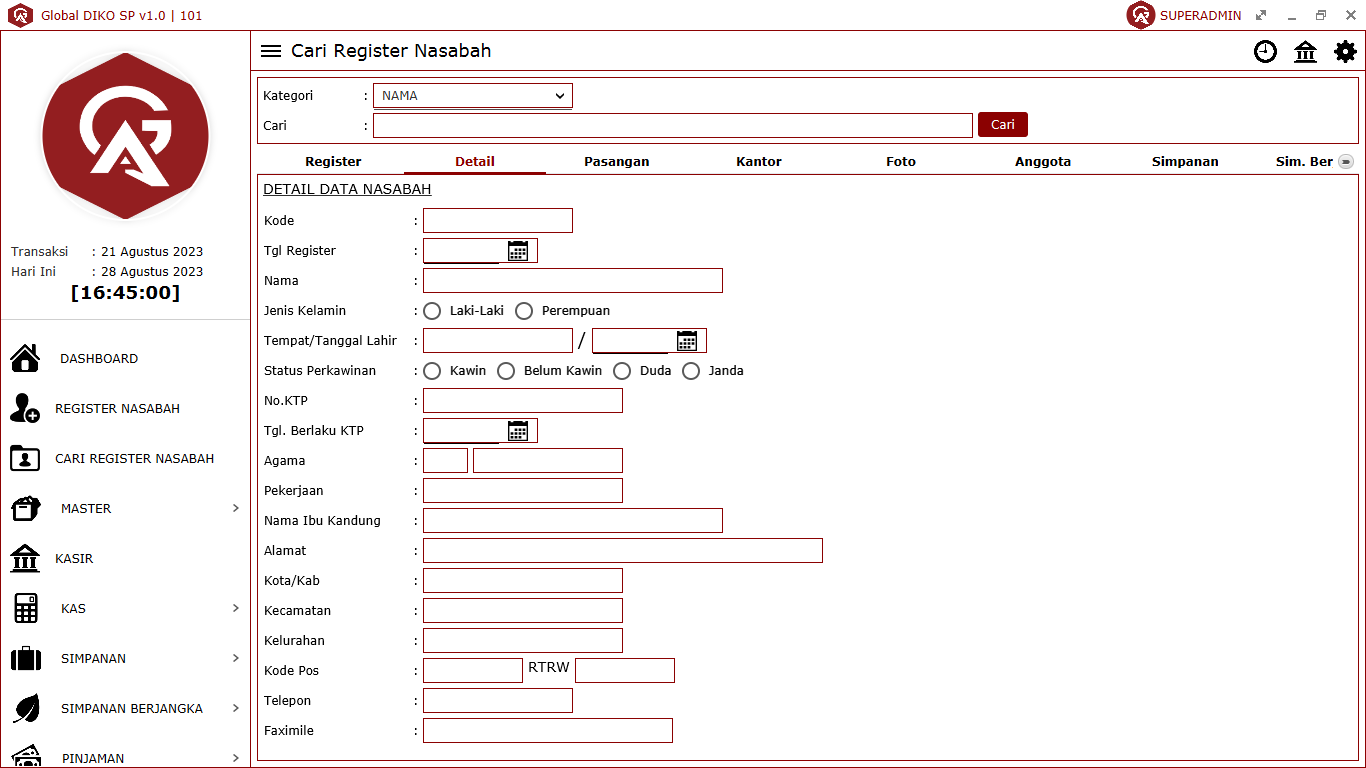 Global DIKO SP v1.0 | 101
SUPERADMIN
Transaksi : 21 Agustus 2023
Hari Ini : 28 Agustus 2023
[16:45:00]
DASHBOARD
REGISTER NASABAH
CARI REGISTER NASABAH
MASTER
KASIR
KAS
SIMPANAN
SIMPANAN BERJANGKA
PINJAMAN
Cari Register Nasabah
Kategori : NAMA
Cari : Cari
Register Detail Pasangan Kantor Foto Anggota Simpanan Sim. Ber
DETAIL DATA NASABAH
Kode :
Tgl Register :
Nama :
Jenis Kelamin : Laki-Laki Perempuan
Tempat/Tanggal Lahir : /
Status Perkawinan : Kawin Belum Kawin Duda Janda
No.KTP :
Tgl. Berlaku KTP :
Agama :
Pekerjaan :
Nama Ibu Kandung :
Alamat :
Kota/Kab :
Kecamatan :
Kelurahan :
Kode Pos : RTRW
Telepon :
Faximile :